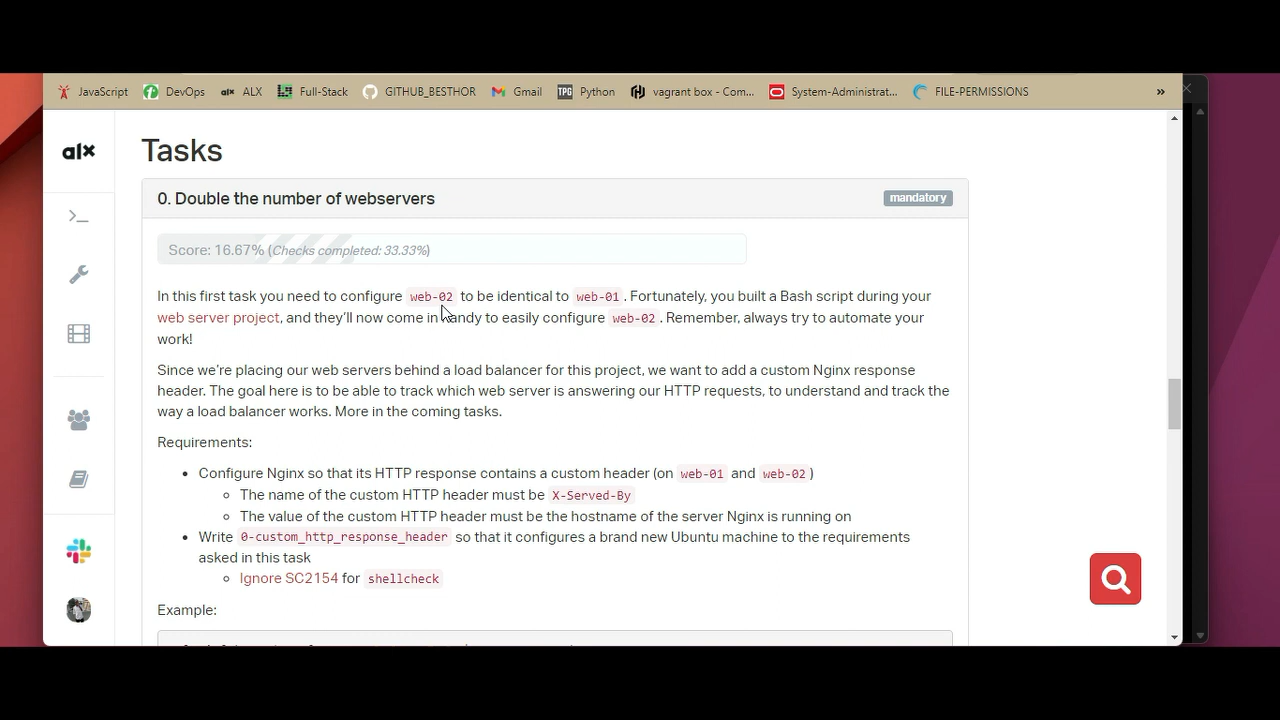 JavaScript DevOps alx ALX Full-Stack GITHUB_BESTHOR Gmail TPG Python vagrant box - Com... System-Administrat... FILE-PERMISSIONS »
alx
Tasks
0. Double the number of webservers mandatory
Score: 16.67% (Checks completed: 33.33%)
In this first task you need to configure web-02 to be identical to web-01. Fortunately, you built a Bash script during your
web server project, and they'll now come in handy to easily configure web-02. Remember, always try to automate your
work!
Since we're placing our web servers behind a load balancer for this project, we want to add a custom Nginx response
header. The goal here is to be able to track which web server is answering our HTTP requests, to understand and track the
way a load balancer works. More in the coming tasks.
Requirements:
• Configure Nginx so that its HTTP response contains a custom header (on web-01 and web-02)
◦ The name of the custom HTTP header must be X-Served-By
◦ The value of the custom HTTP header must be the hostname of the server Nginx is running on
• Write 0-custom_http_response_header so that it configures a brand new Ubuntu machine to the requirements
asked in this task
◦ Ignore SC2154 for shellcheck
Example: